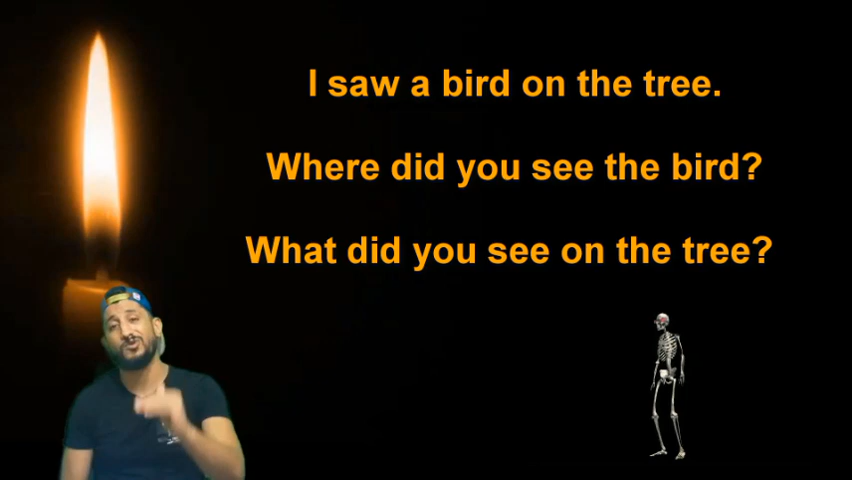 I saw a bird on the tree.
Where did you see the bird?
What did you see on the tree?